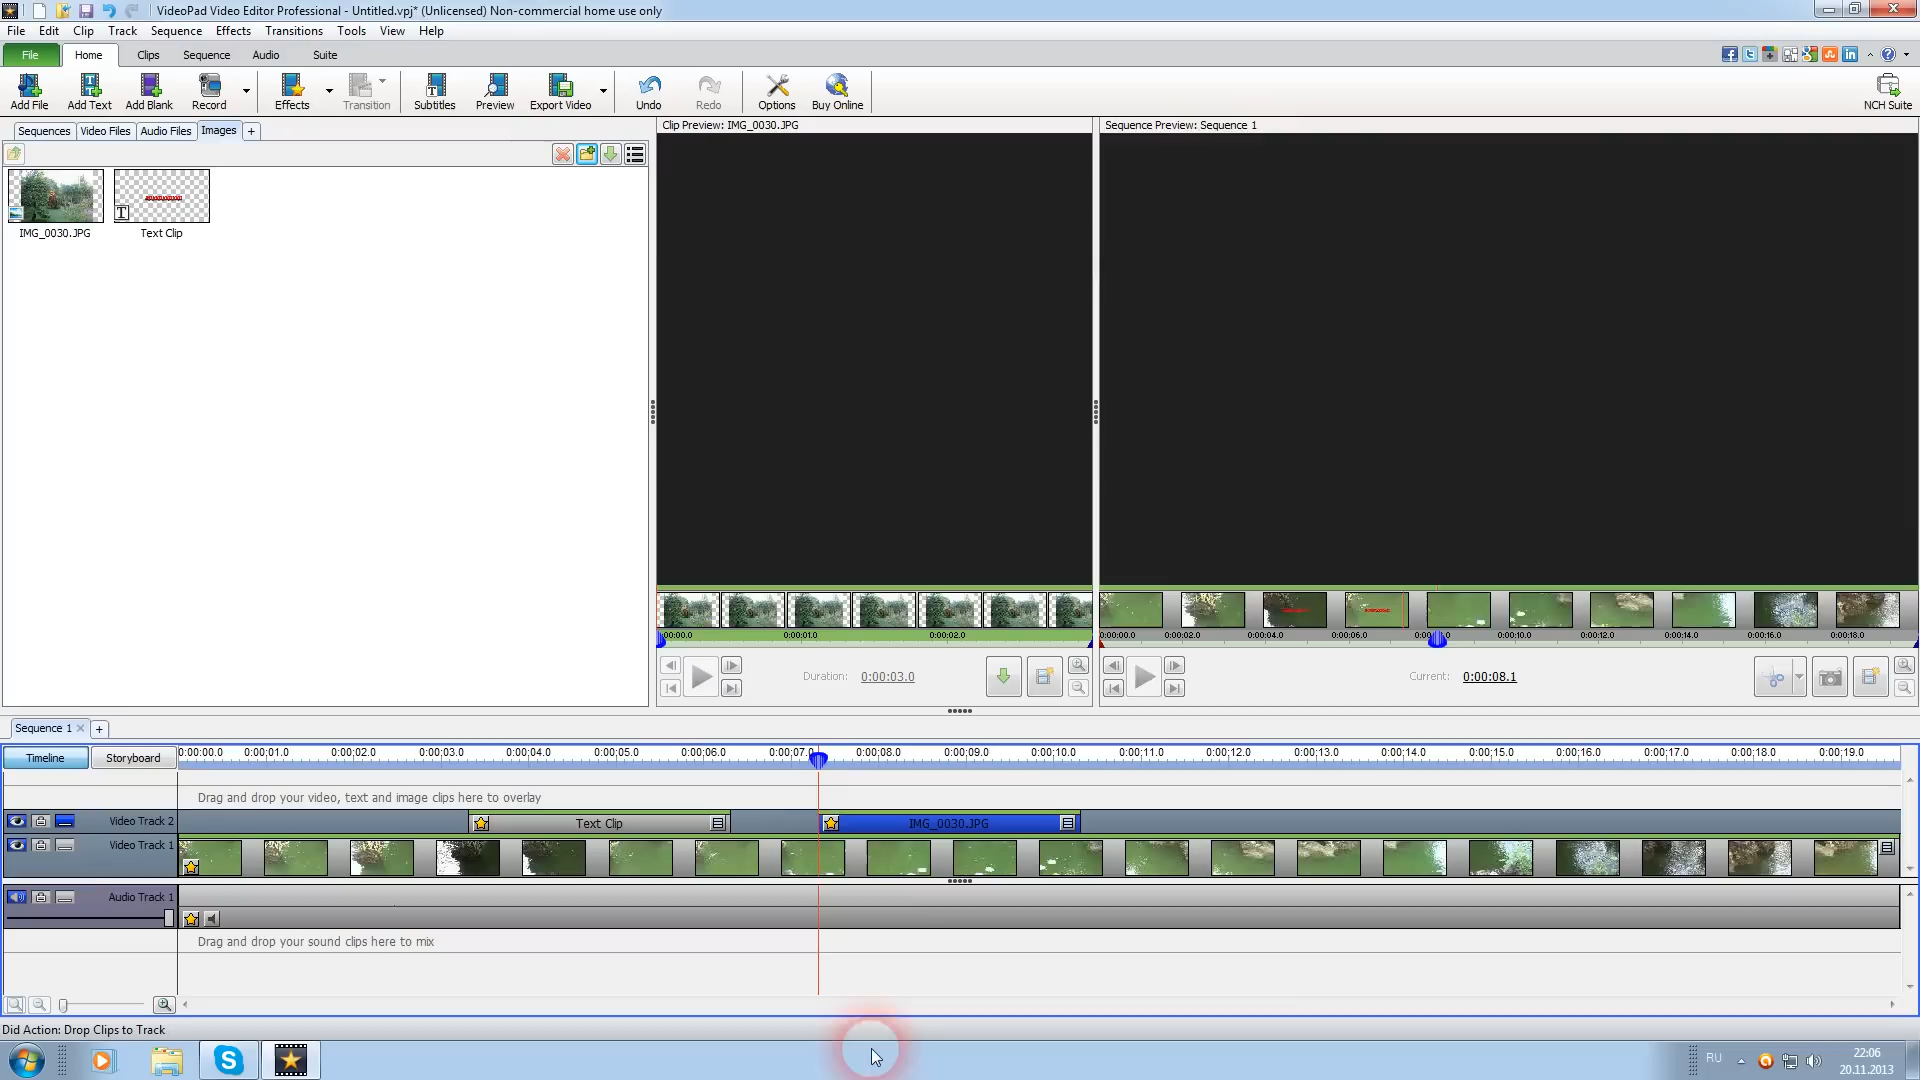 VideoPad Video Editor Professional - Untitled.vpj* (Unlicensed) Non-commercial home use only
File Edit Clip Track Sequence Effects Transitions Tools View Help
File Home Clips Sequence Audio Suite
Add File Add Text Add Blank Record Effects Transition Subtitles Preview Export Video Undo Redo Options Buy Online NCH Suite
Sequences Video Files Audio Files Images +
Clip Preview: IMG_0030.JPG
Sequence Preview: Sequence 1
IMG_0030.JPG Text Clip
0:00:01.0 0:00:02.0
0:00:00.0 0:00:02.0 0:00:04.0 0:00:06.0 0:00:10.0 0:00:12.0 0:00:14.0 0:00:16.0 0:00:18.0
Duration: 0:00:03.0
Current: 0:00:08.1
Sequence 1 +
Timeline Storyboard
0:00:00.0 0:00:01.0 0:00:02.0 0:00:03.0 0:00:04.0 0:00:05.0 0:00:06.0 0:00:07.0 0:00:08.0 0:00:09.0 0:00:10.0 0:00:11.0 0:00:12.0 0:00:13.0 0:00:14.0 0:00:15.0 0:00:16.0 0:00:17.0 0:00:18.0 0:00:19.0
Drag and drop your video, text and image clips here to overlay
Video Track 2 Text Clip IMG_0030.JPG
Video Track 1
Audio Track 1
Drag and drop your sound clips here to mix
Did Action: Drop Clips to Track
RU
22:06
20.11.2013